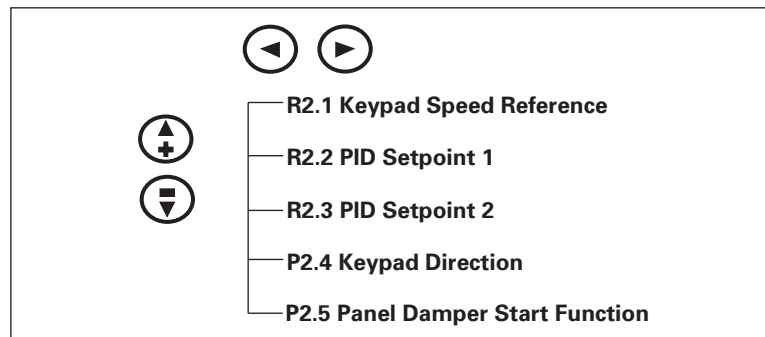 R2.1 Keypad Speed Reference
R2.2 PID Setpoint 1
R2.3 PID Setpoint 2
P2.4 Keypad Direction
P2.5 Panel Damper Start Function